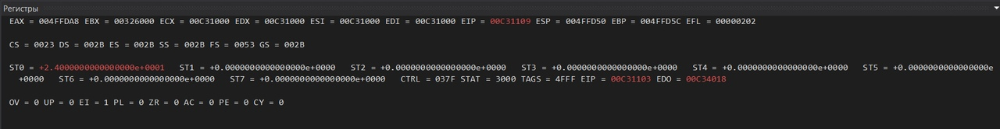 Регистры
EAX = 004FFDA8 EBX = 00326000 ECX = 00C31000 EDX = 00C31000 ESI = 00C31000 EDI = 00C31000 EIP = 00C31109 ESP = 004FFD50 EBP = 004FFD5C EFL = 00000202
CS = 0023 DS = 002B ES = 002B SS = 002B FS = 0053 GS = 002B
ST0 = +2.4000000000000000e+0001 ST1 = +0.0000000000000000e+0000 ST2 = +0.0000000000000000e+0000 ST3 = +0.0000000000000000e+0000 ST4 = +0.0000000000000000e+0000 ST5 = +0.0000000000000000e
+0000 ST6 = +0.0000000000000000e+0000 ST7 = +0.0000000000000000e+0000 CTRL = 037F STAT = 3000 TAGS = 4FFF EIP = 00C31103 EDO = 00C34018
OV = 0 UP = 0 EI = 1 PL = 0 ZR = 0 AC = 0 PE = 0 CY = 0